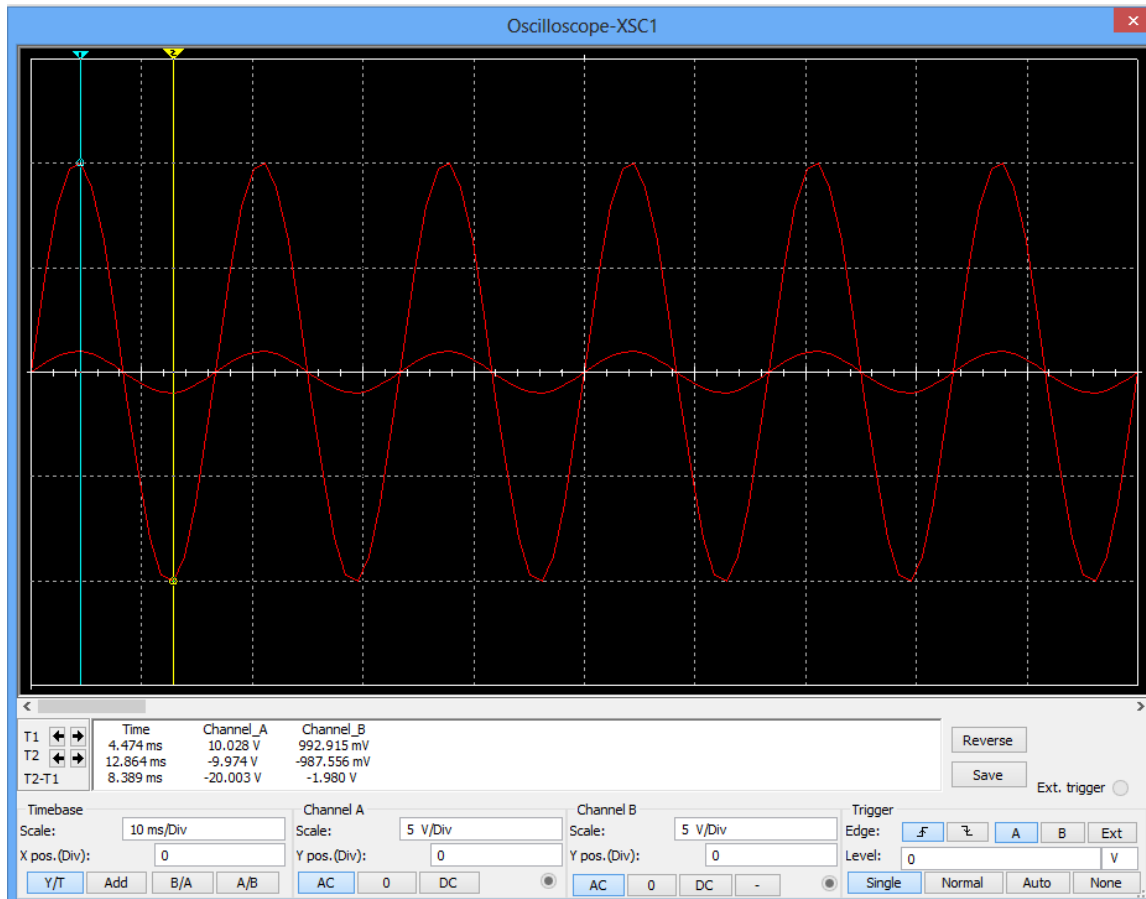 Oscilloscope-XSC1
1 2
Time Channel_A Channel_B
T1 4.474 ms 10.028 V 992.915 mV
T2 12.864 ms -9.974 V -987.556 mV
T2-T1 8.389 ms -20.003 V -1.980 V
Reverse
Save
Ext. trigger
Timebase Channel A Channel B Trigger
Scale: 10 ms/Div Scale: 5 V/Div Scale: 5 V/Div Edge: A B Ext
X pos.(Div): 0 Y pos.(Div): 0 Y pos.(Div): 0 Level: 0 V
Y/T Add B/A A/B AC 0 DC AC 0 DC - Single Normal Auto None